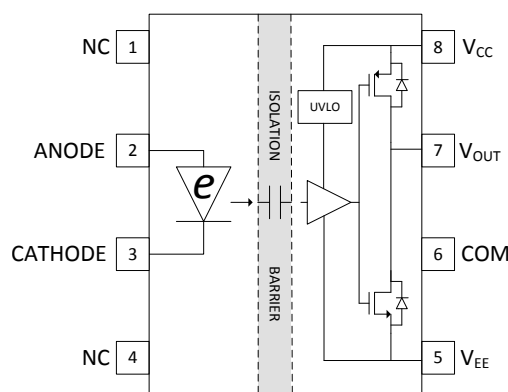 NC 1
ANODE 2
CATHODE 3
NC 4
e
ISOLATION
BARRIER
UVLO
8 VCC
7 VOUT
6 COM
5 VEE